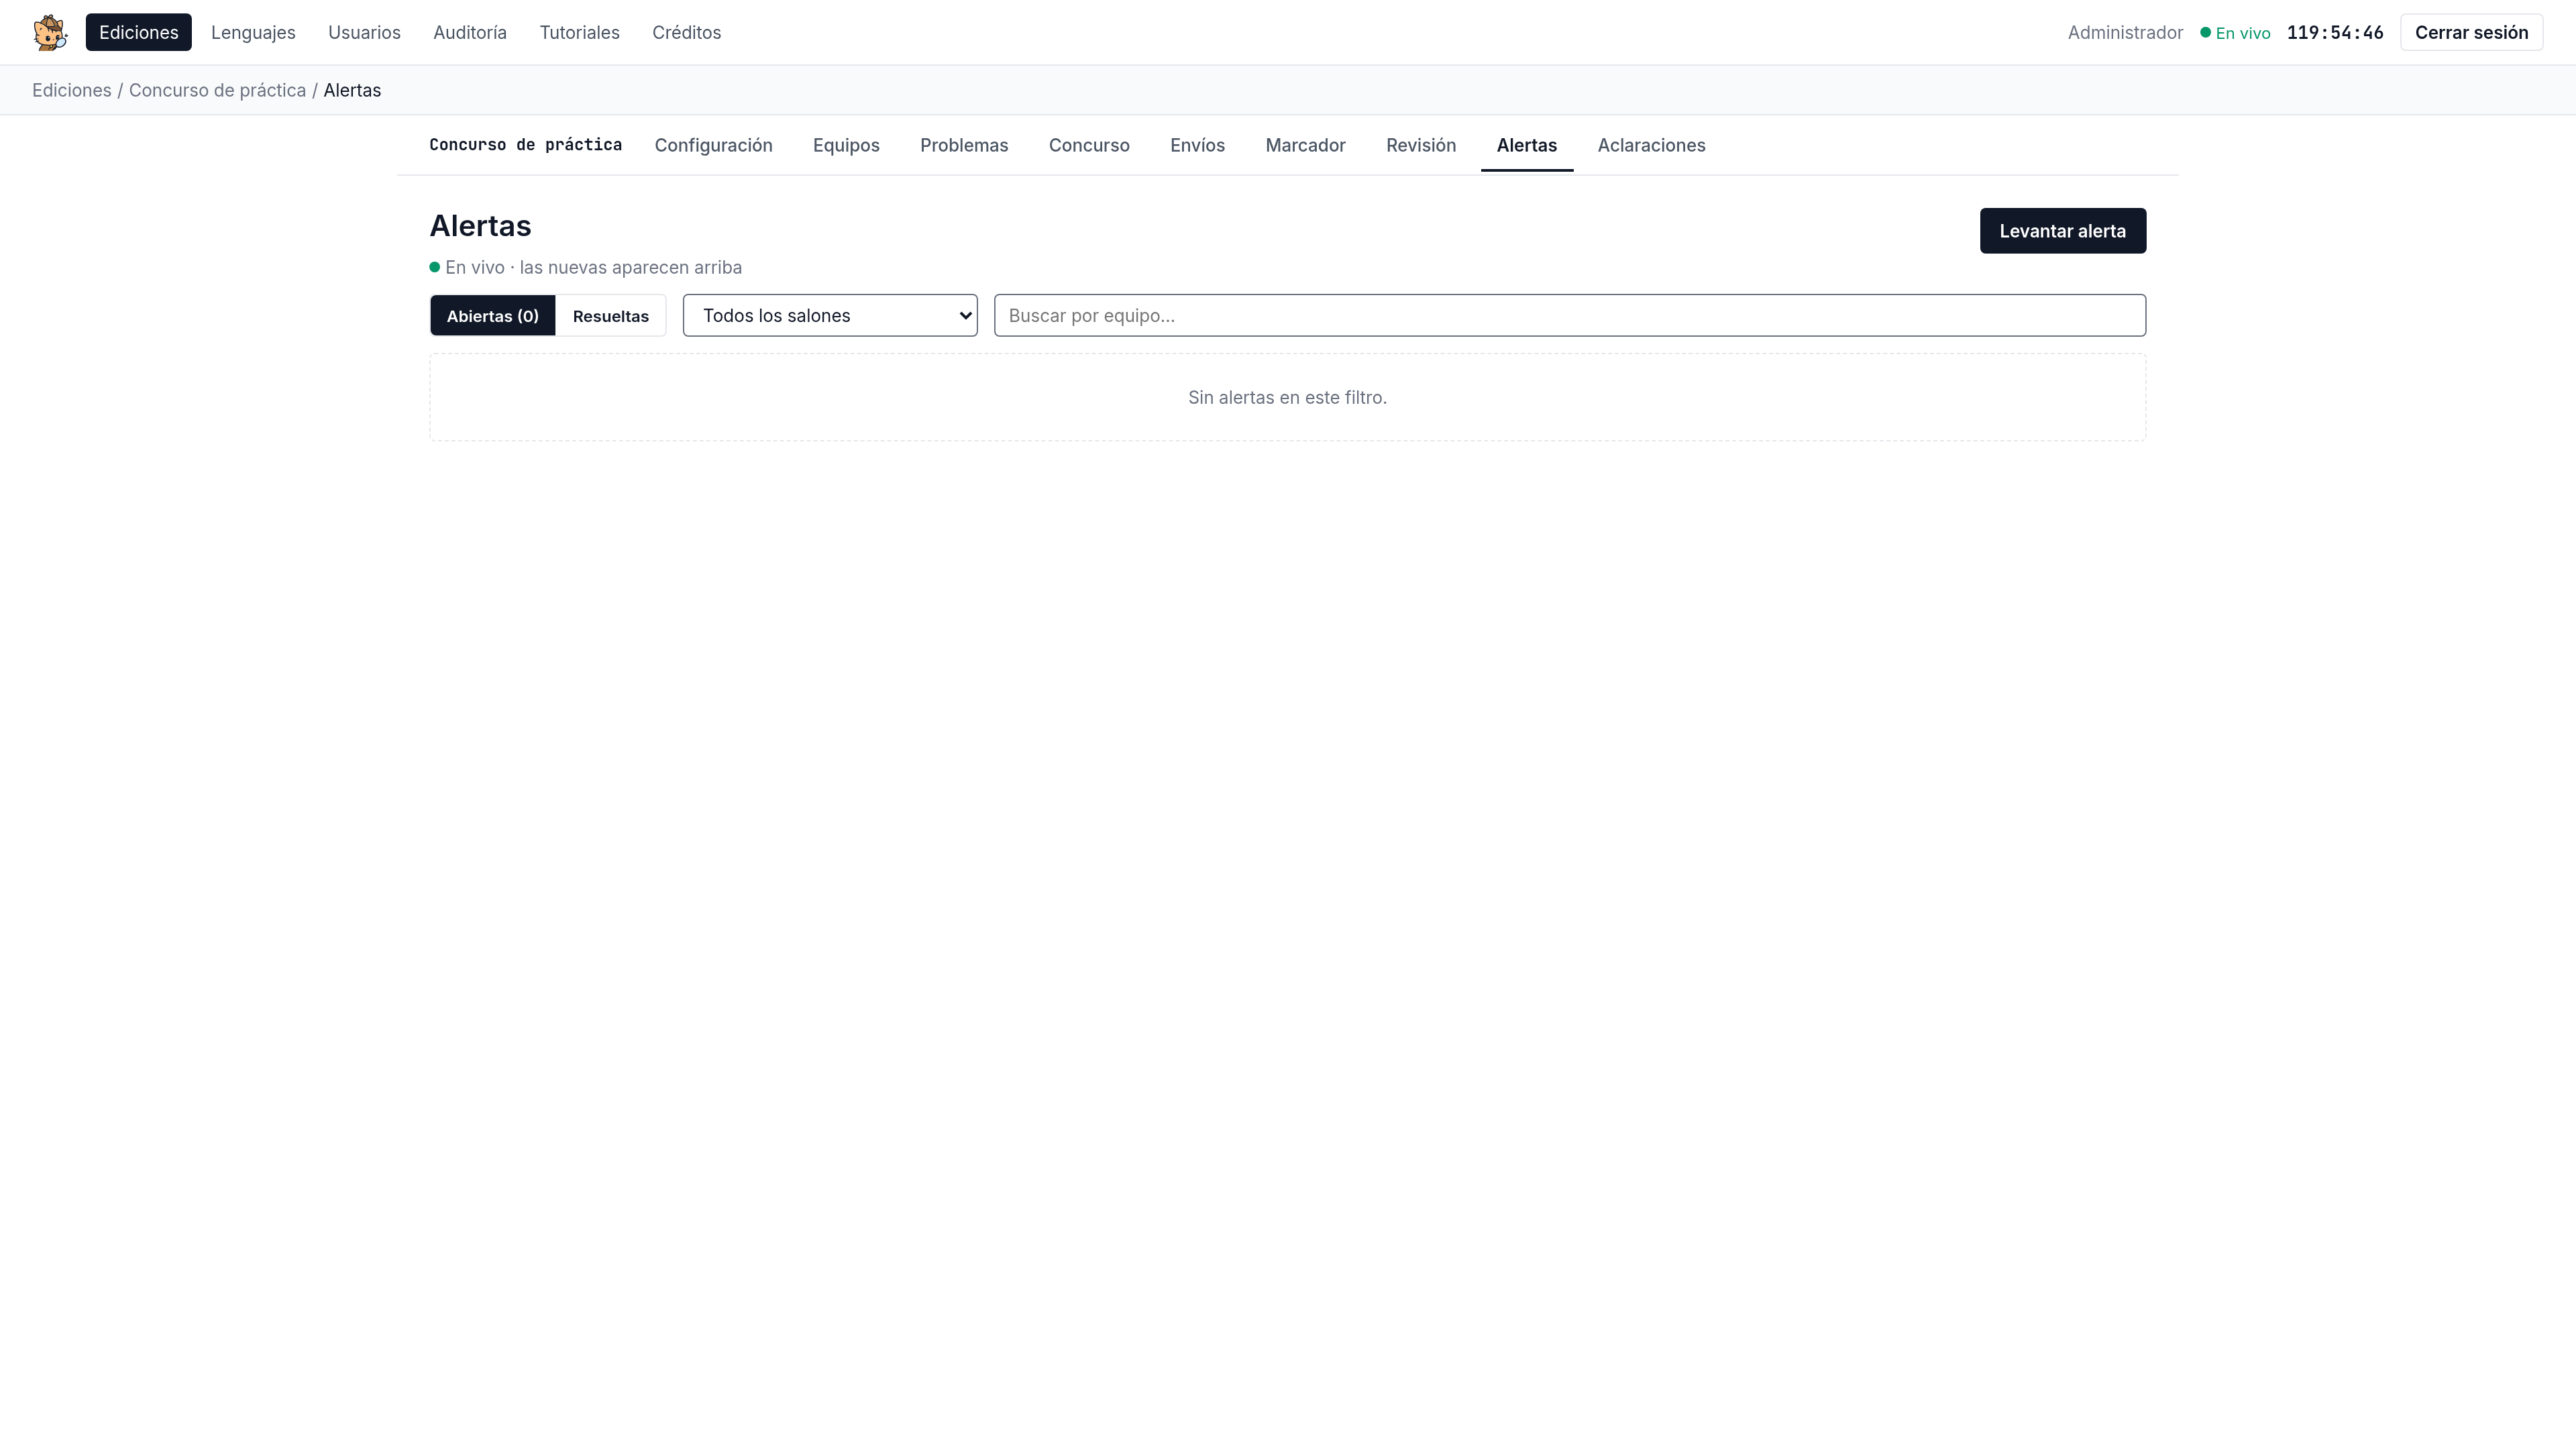 Ediciones Lenguajes Usuarios Auditoría Tutoriales Créditos Administrador En vivo 119:54:46 Cerrar sesión
Ediciones / Concurso de práctica / Alertas
Concurso de práctica Configuración Equipos Problemas Concurso Envíos Marcador Revisión Alertas Aclaraciones
Alertas
Levantar alerta
En vivo · las nuevas aparecen arriba
Abiertas (0) Resueltas Todos los salones Buscar por equipo...
Sin alertas en este filtro.